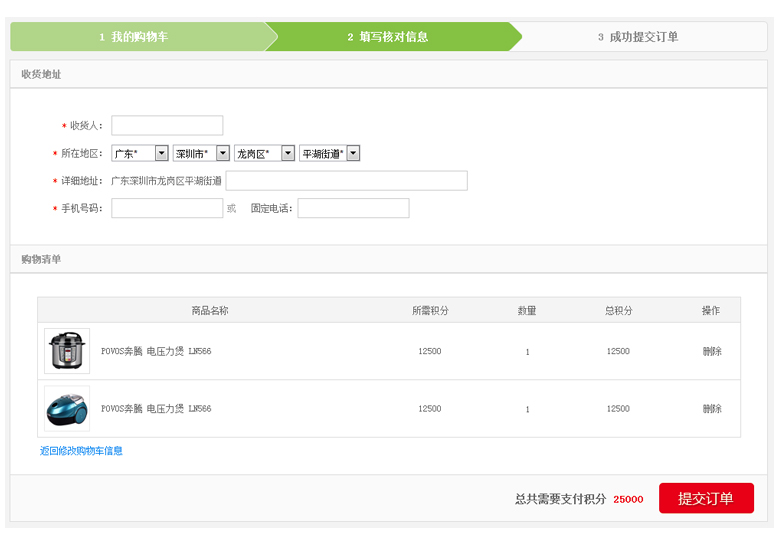 1 我的购物车 2 填写核对信息 3 成功提交订单
收货地址
* 收货人:
* 所在地区: 广东* 深圳市* 龙岗区* 平湖街道*
* 详细地址: 广东深圳市龙岗区平湖街道
* 手机号码: 或 固定电话:
购物清单
商品名称 所需积分 数量 总积分 操作
POVOS奔腾 电压力煲 LN566 12500 1 12500 删除
POVOS奔腾 电压力煲 LN566 12500 1 12500 删除
返回修改购物车信息
总共需要支付积分 25000 提交订单